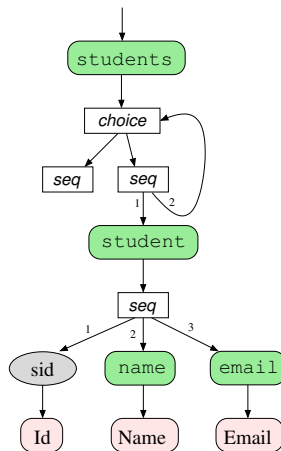 students
choice
seq seq
1 2
student
seq
1 2 3
sid name email
Id Name Email